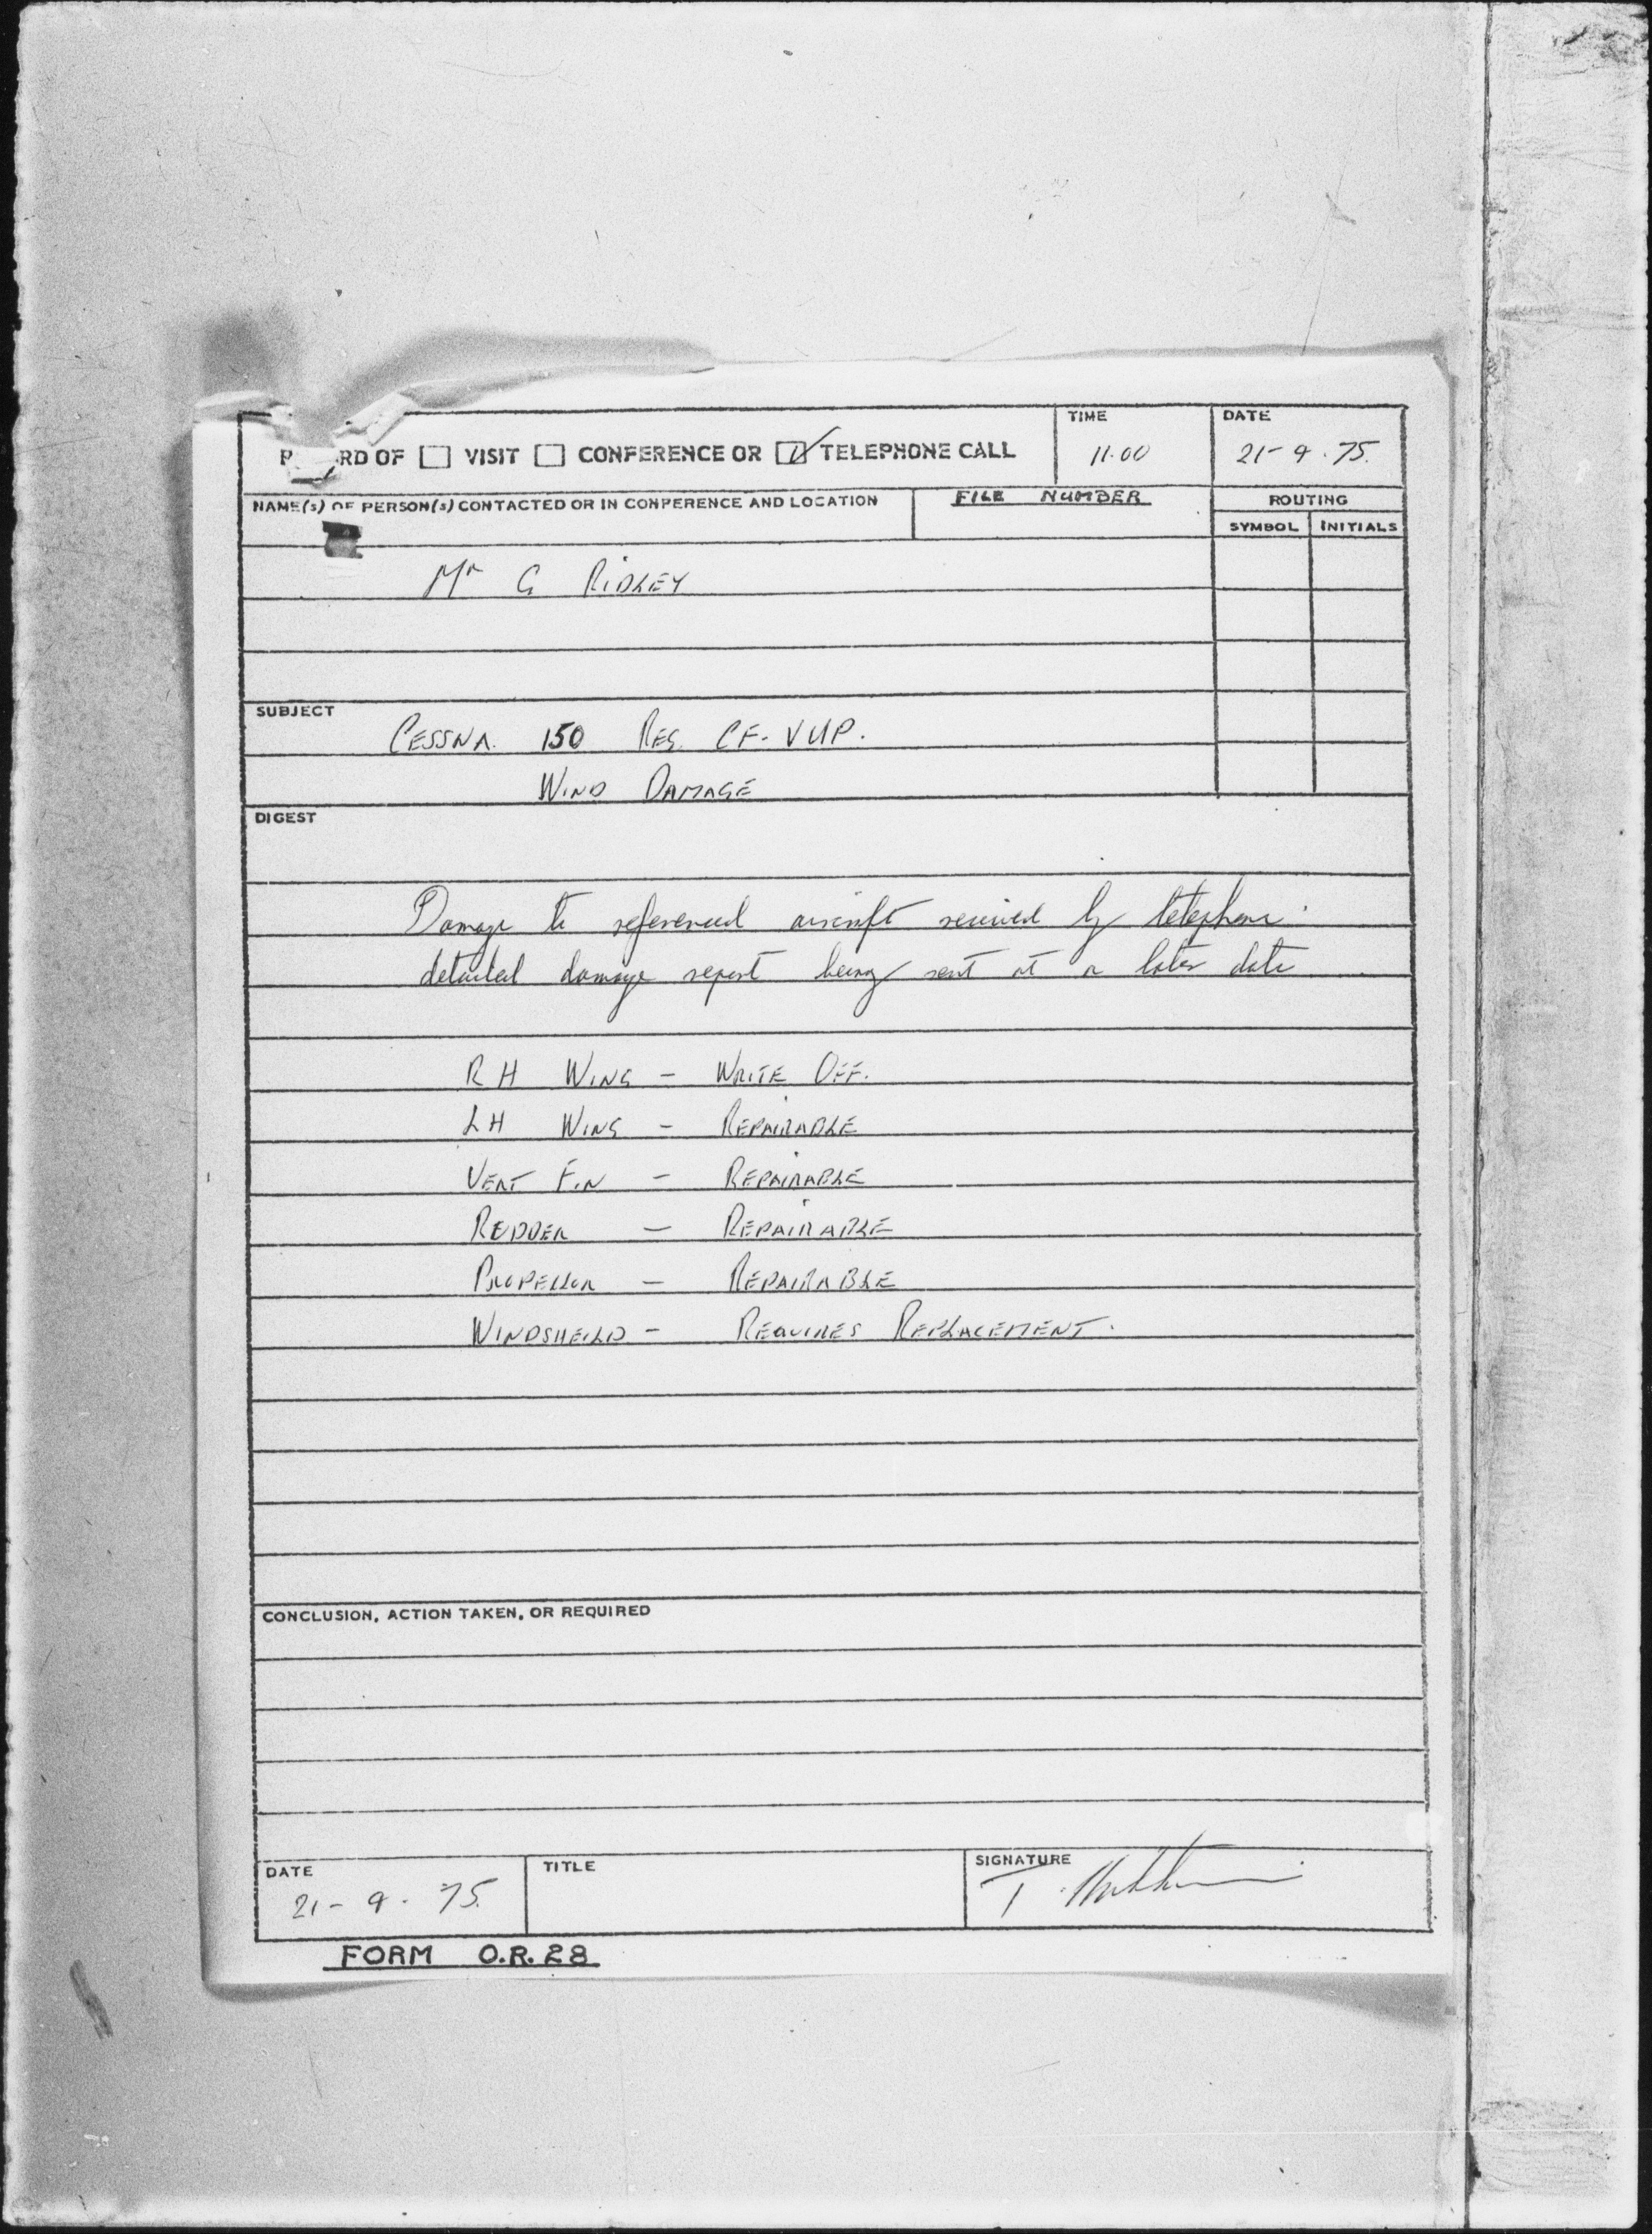 TIME DATE
RD OF VISIT CONFERENCE OR TELEPHONE CALL 11.00 21-9.75.
NAME(s) OF PERSON(s) CONTACTED OR IN CONFERENCE AND LOCATION FILE NUMBER ROUTING
SYMBOL INITIALS
Mr G RIDLEY
SUBJECT
CESSNA. 150 REG. CF-VUP.
WIND DAMAGE
DIGEST
Damage to referenced aircraft received by telephone.
detailed damage report being sent at a later date
RH WING - WRITE OFF.
LH WING - REPAIRABLE
VERT FIN - REPAIRABLE
RUDDER - REPAIRABLE
PROPELLOR - REPAIRABLE
WINDSHEILD - REQUIRES REPLACEMENT.
CONCLUSION, ACTION TAKEN, OR REQUIRED
DATE TITLE SIGNATURE
21-9.75. T
FORM O.R.28